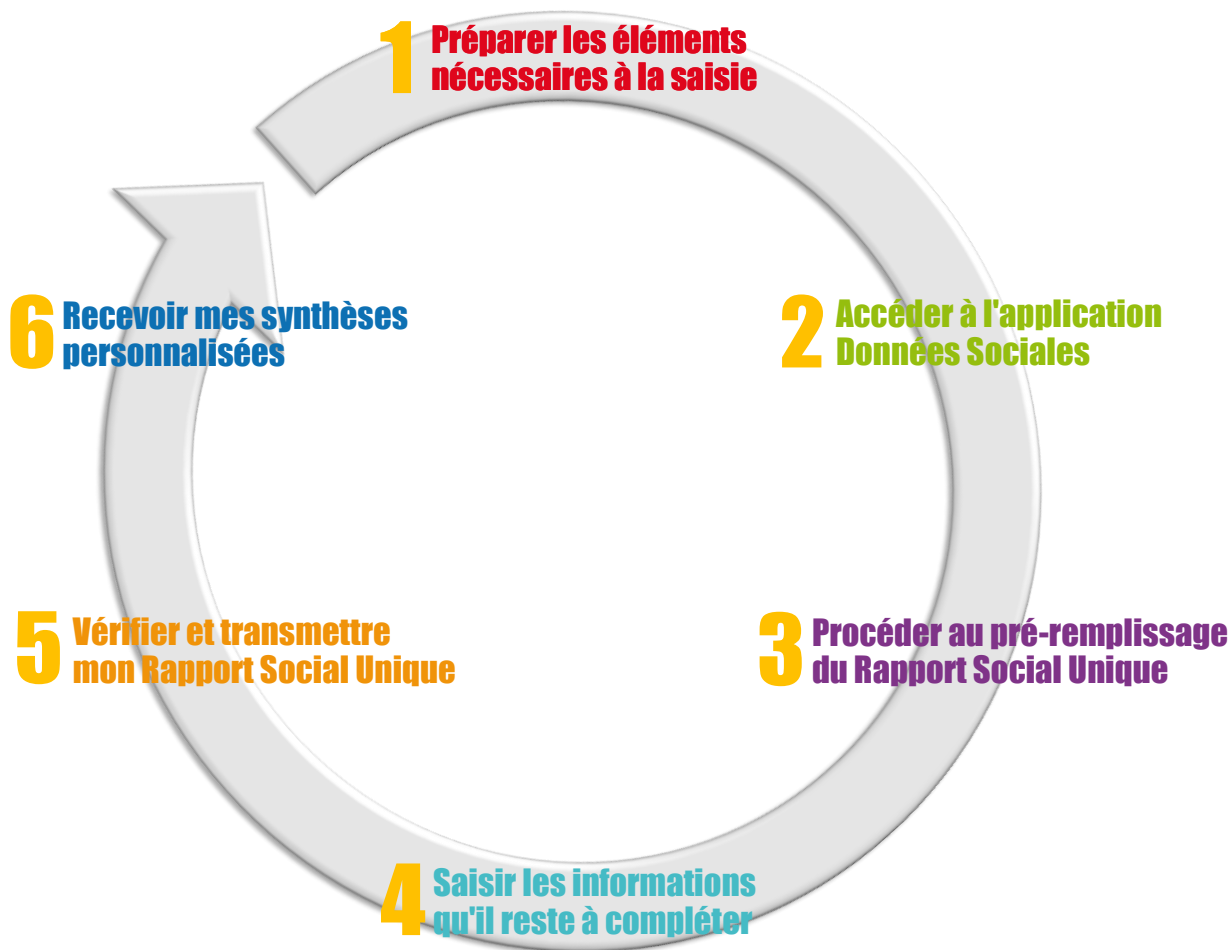 1 Préparer les éléments
nécessaires à la saisie
2 Accéder à l'application
Données Sociales
3 Procéder au pré-remplissage
du Rapport Social Unique
4 Saisir les informations
qu'il reste à compléter
5 Vérifier et transmettre
mon Rapport Social Unique
6 Recevoir mes synthèses
personnalisées